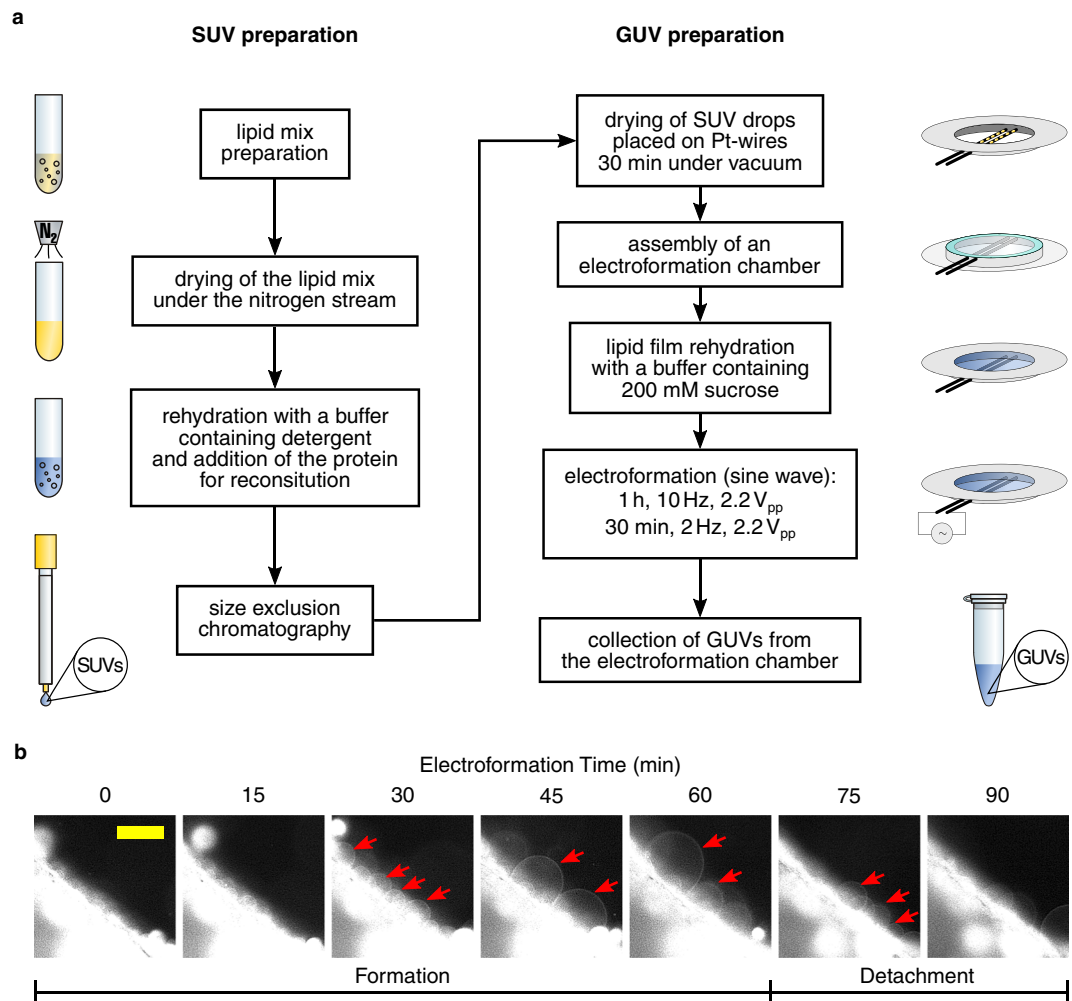 a
SUV preparation
GUV preparation
lipid mix
preparation
drying of the lipid mix
under the nitrogen stream
rehydration with a buffer
containing detergent
and addition of the protein
for reconsitution
size exclusion
chromatography
N2
SUVs
drying of SUV drops
placed on Pt-wires
30 min under vacuum
assembly of an
electroformation chamber
lipid film rehydration
with a buffer containing
200 mM sucrose
electroformation (sine wave):
1 h, 10 Hz, 2.2 Vpp
30 min, 2 Hz, 2.2 Vpp
collection of GUVs from
the electroformation chamber
~
GUVs
b
Electroformation Time (min)
0 15 30 45 60 75 90
Formation Detachment